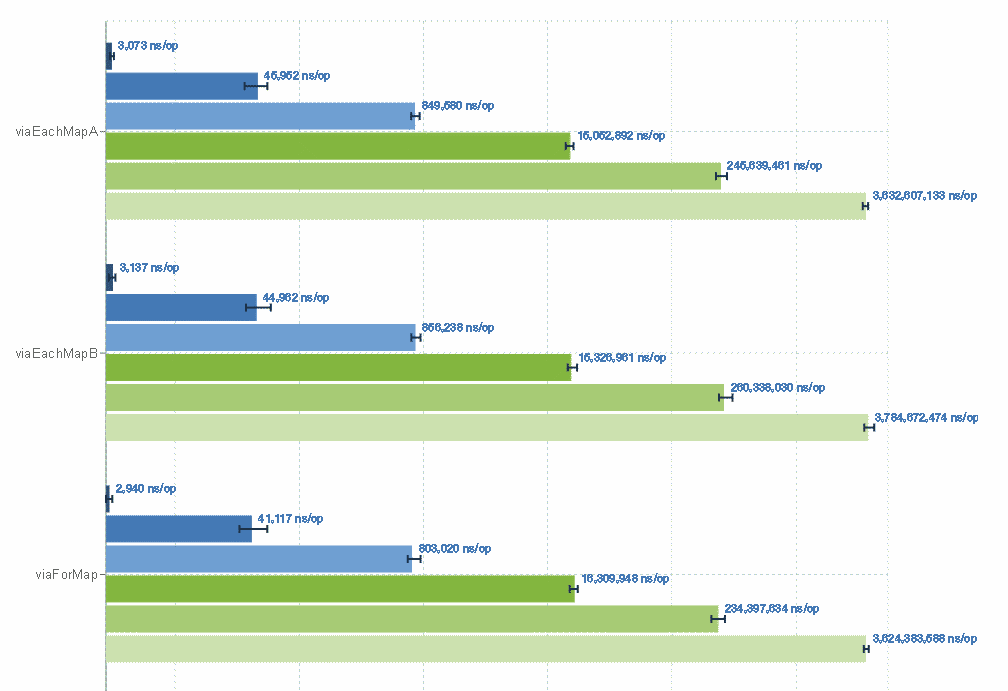 viaEachMapA
3,073 ns/op
45,952 ns/op
849,580 ns/op
15,052,892 ns/op
245,639,461 ns/op
3,632,607,133 ns/op
viaEachMapB
3,137 ns/op
44,962 ns/op
856,238 ns/op
15,326,961 ns/op
260,338,030 ns/op
3,784,672,474 ns/op
viaForMap
2,940 ns/op
41,117 ns/op
803,020 ns/op
16,309,948 ns/op
234,397,634 ns/op
3,624,383,588 ns/op